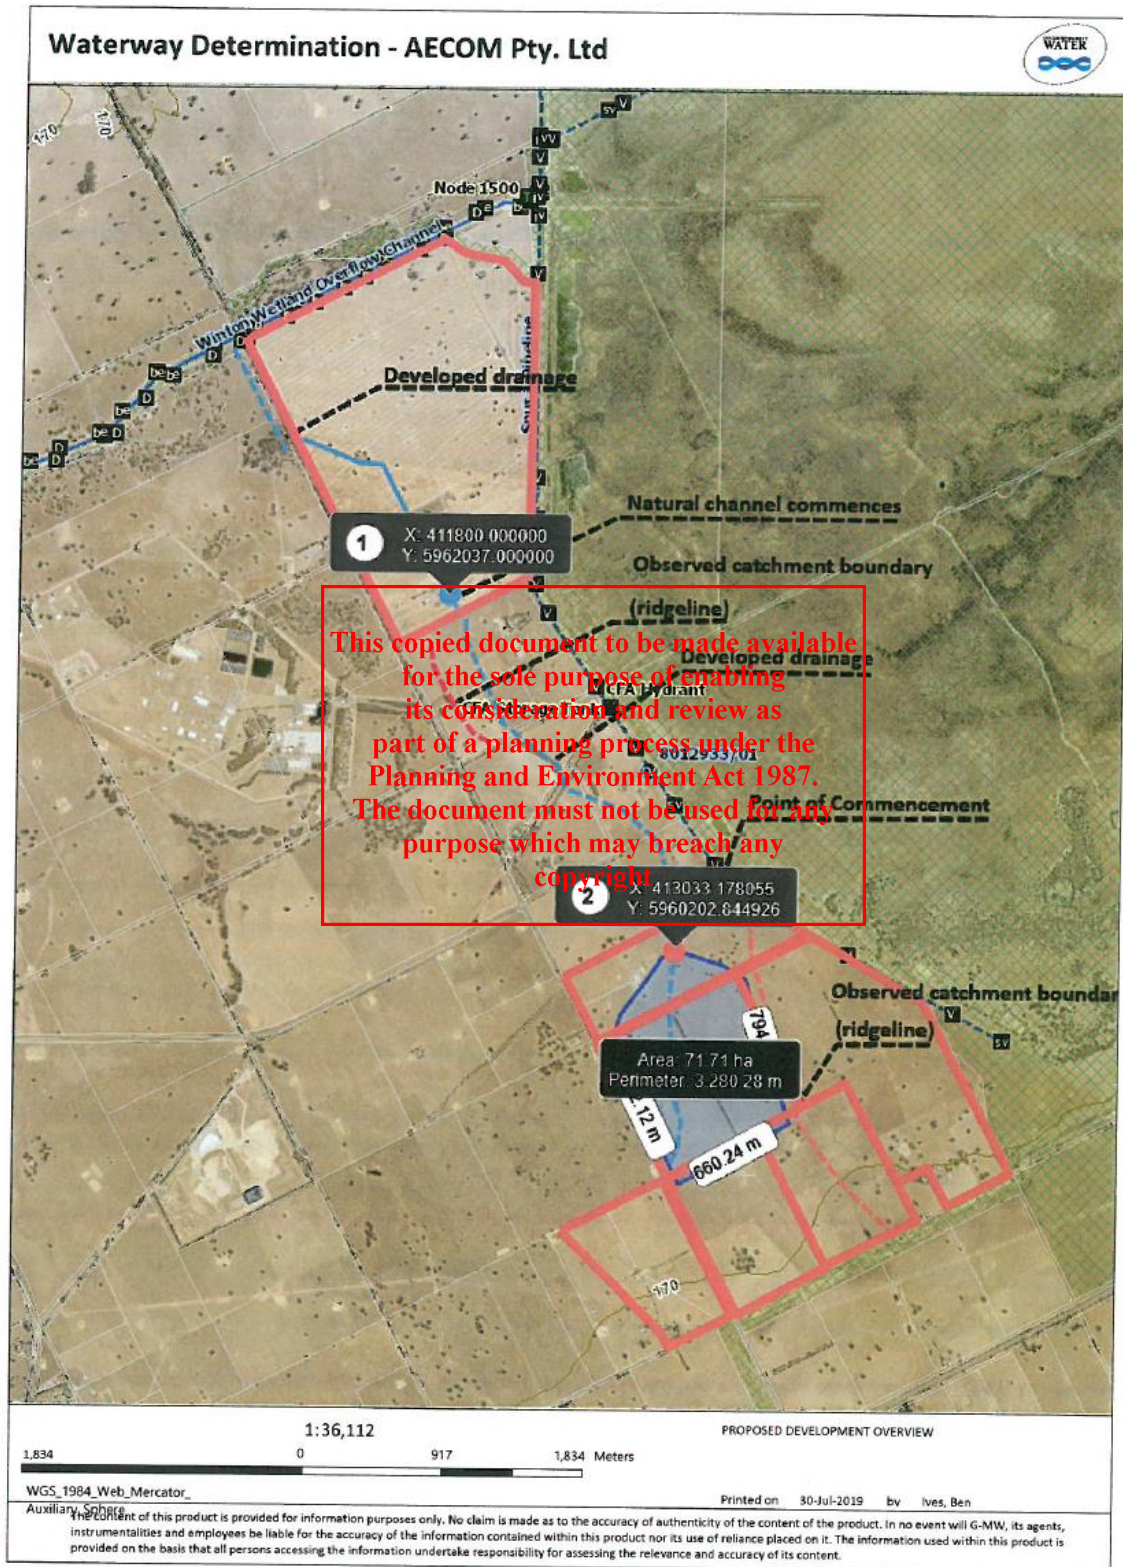 Waterway Determination - AECOM Pty. Ltd
WATER
170
170
Node 1500
Winton Wetland Overflow Channel
Developed drainage
Natural channel commences
1
X: 411800.000000
Y: 5962037.000000
Observed catchment boundary
(ridgeline)
Developed drainage
CFA Hydrant
This copied document to be made available
for the sole purpose of enabling
its consideration and review as
part of a planning process under the
Planning and Environment Act 1987.
The document must not be used for any
purpose which may breach any
copyright
Point of Commencement
2
X: 413033.178055
Y: 5960202.844926
Observed catchment boundar
(ridgeline)
794
Area: 71.71 ha
Perimeter 3,280.28 m
2.12 m
660.24 m
170
1:36,112
PROPOSED DEVELOPMENT OVERVIEW
1,834 0 917 1,834 Meters
WGS_1984_Web_Mercator_
Auxiliary_Sphere
Printed on 30-Jul-2019 by Ives, Ben
The content of this product is provided for information purposes only. No claim is made as to the accuracy of authenticity of the content of the product. In no event will G-MW, its agents,
instrumentalities and employees be liable for the accuracy of the information contained within this product nor its use of reliance placed on it. The information used within this product is
provided on the basis that all persons accessing the information undertake responsibility for assessing the relevance and accuracy of its content.